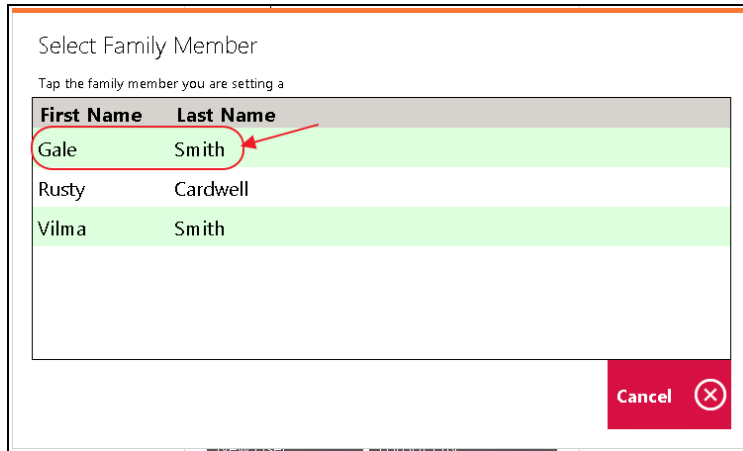 Select Family Member
Tap the family member you are setting a
First Name Last Name
Gale Smith
Rusty Cardwell
Vilma Smith
Cancel